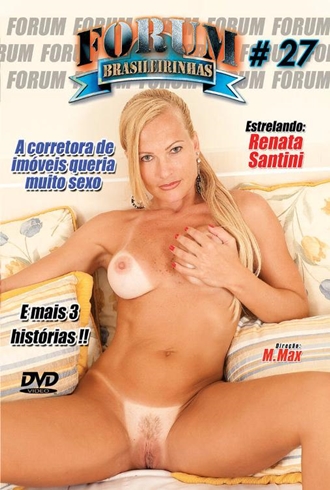 FORUM FORUM FORUM FORUM
FORUM
BRASILEIRINHAS
# 27
Estrelando:
Renata
Santini
A corretora de
imóveis queria
muito sexo
E mais 3
histórias !!
Direção:
M.Max
DVD
VIDEO